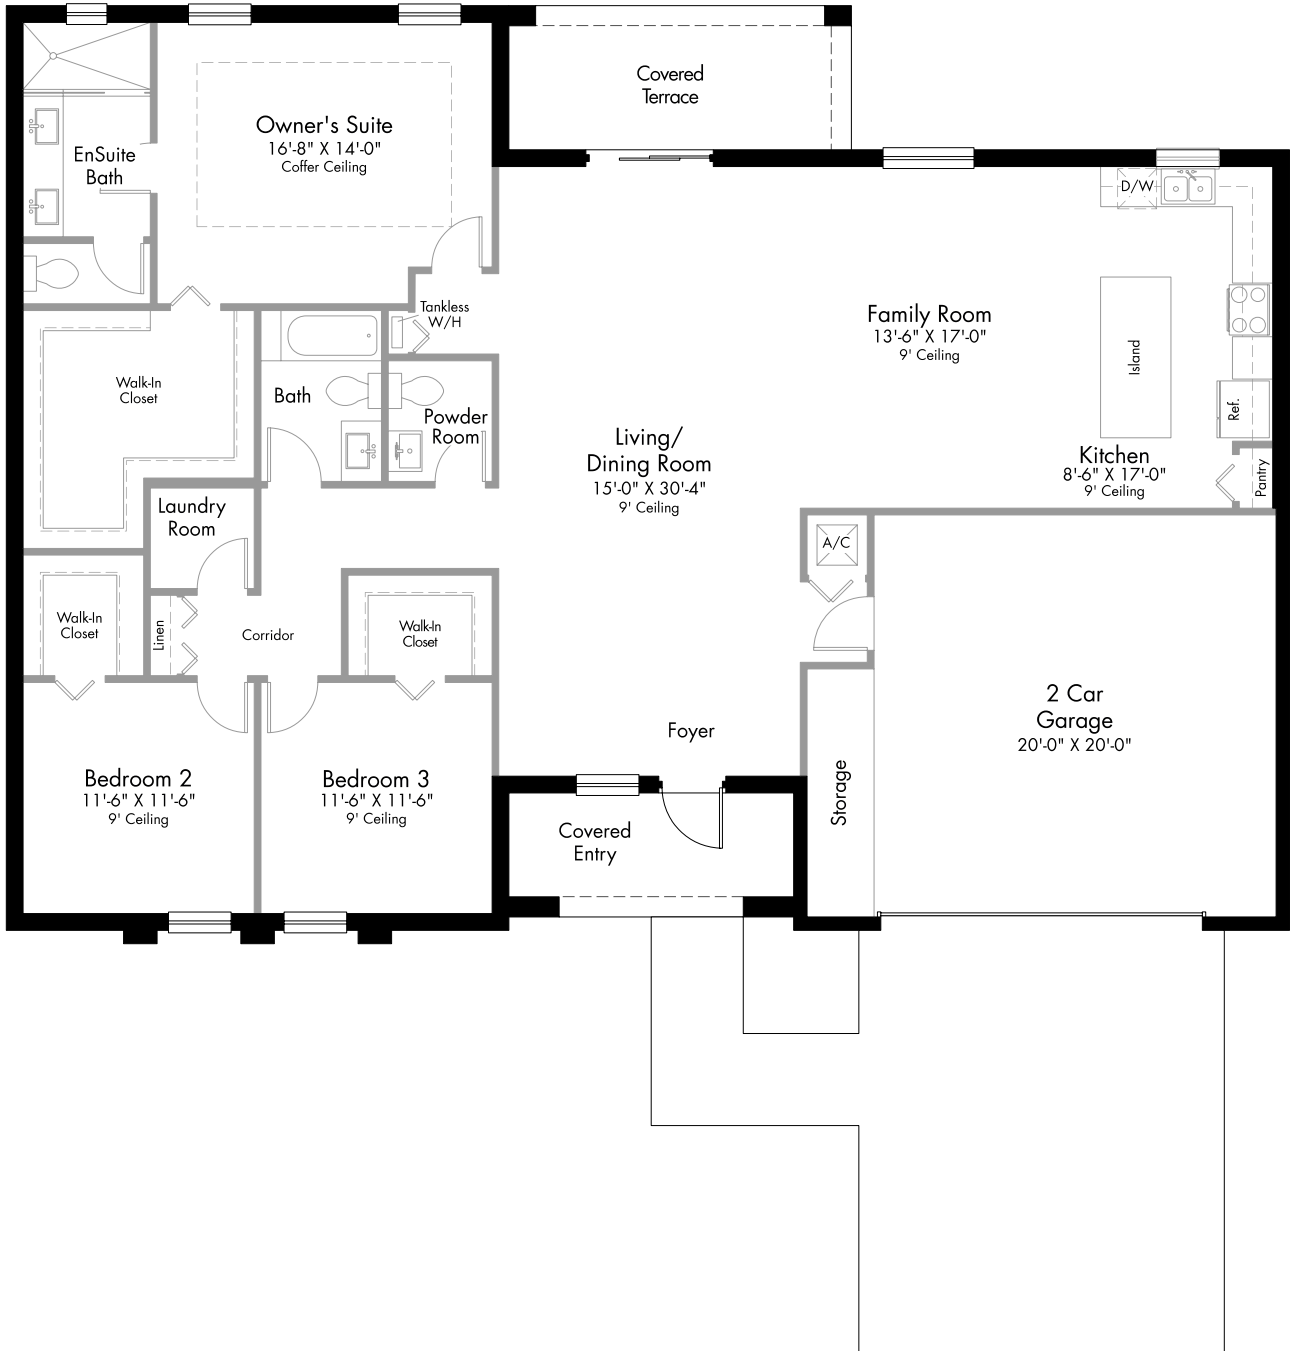 Covered
Terrace
Owner's Suite
16'-8" X 14'-0"
Coffer Ceiling
EnSuite
Bath
D/W
Tankless
W/H
Family Room
13'-6" X 17'-0"
9' Ceiling
Island
Ref.
Walk-In
Closet
Bath
Powder
Room
Living/
Dining Room
15'-0" X 30'-4"
9' Ceiling
Kitchen
8'-6" X 17'-0"
9' Ceiling
Pantry
Laundry
Room
A/C
Walk-In
Closet
Linen
Corridor
Walk-In
Closet
2 Car
Garage
20'-0" X 20'-0"
Foyer
Bedroom 2
11'-6" X 11'-6"
9' Ceiling
Bedroom 3
11'-6" X 11'-6"
9' Ceiling
Storage
Covered
Entry